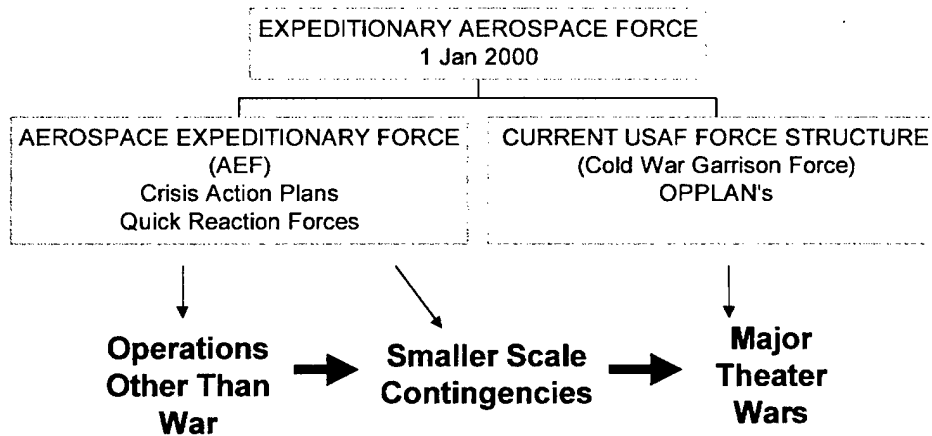 EXPEDITIONARY AEROSPACE FORCE
1 Jan 2000
AEROSPACE EXPEDITIONARY FORCE
(AEF)
Crisis Action Plans
Quick Reaction Forces
CURRENT USAF FORCE STRUCTURE
(Cold War Garrison Force)
OPPLAN's
Operations
Other Than
War
Smaller Scale
Contingencies
Major
Theater
Wars